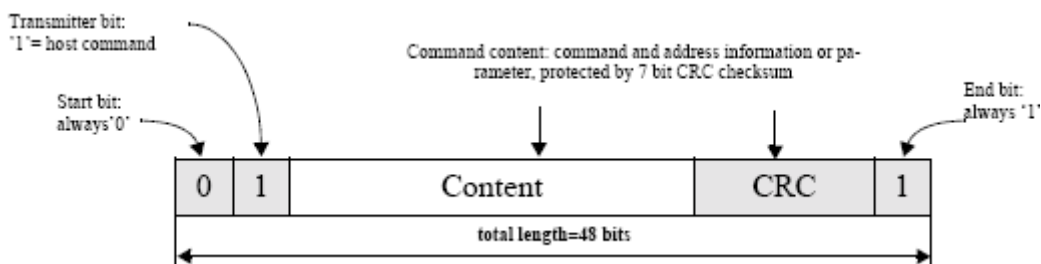 Transmitter bit:
"1"= host command
Command content: command and address information or pa-
rameter, protected by 7 bit CRC checksum
Start bit:
always"0"
End bit:
always "1"
0 1 Content CRC 1
total length=48 bits